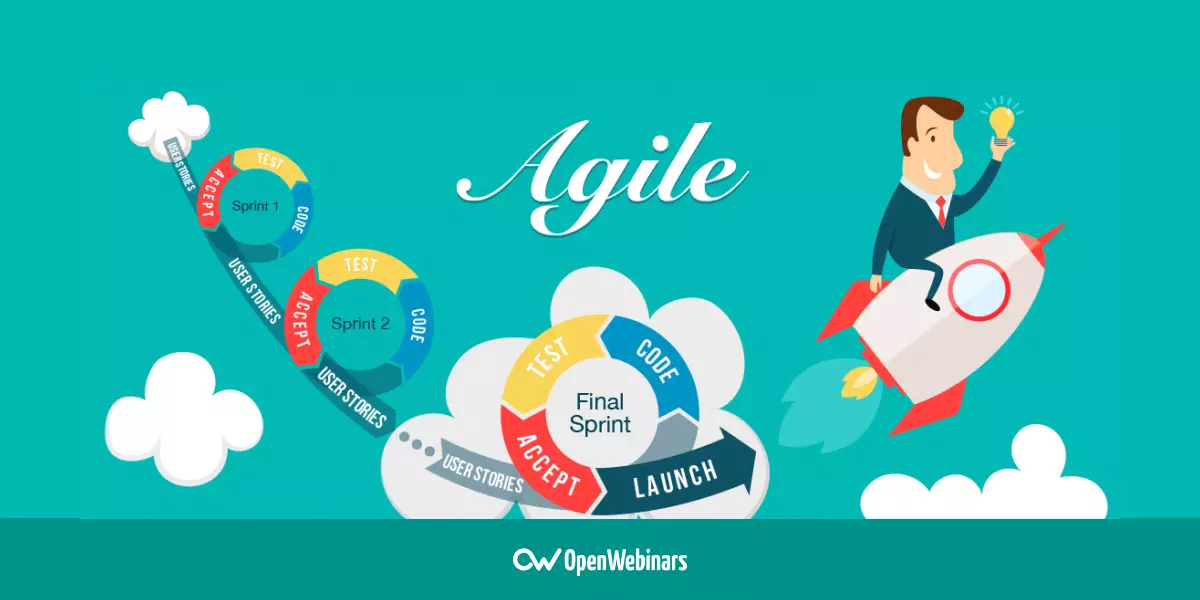 Agile
USER STORIES
ACCEPT
TEST
CODE
Sprint 1
USER STORIES
ACCEPT
TEST
CODE
Sprint 2
USER STORIES
USER STORIES
ACCEPT
TEST
CODE
Final
Sprint
LAUNCH
OpenWebinars